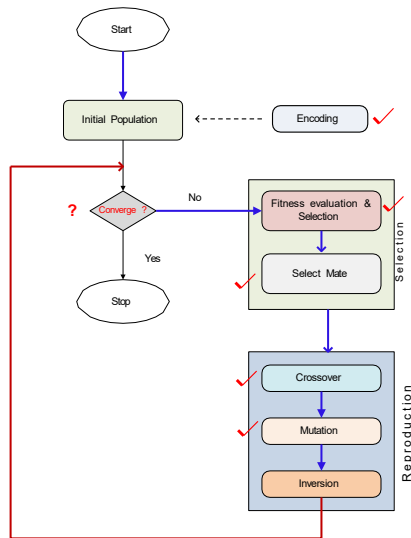 Start
Initial Population
Encoding
?
Converge ?
No
Yes
Stop
Fitness evaluation &
Selection
Select Mate
Selection
Crossover
Mutation
Inversion
Reproduction